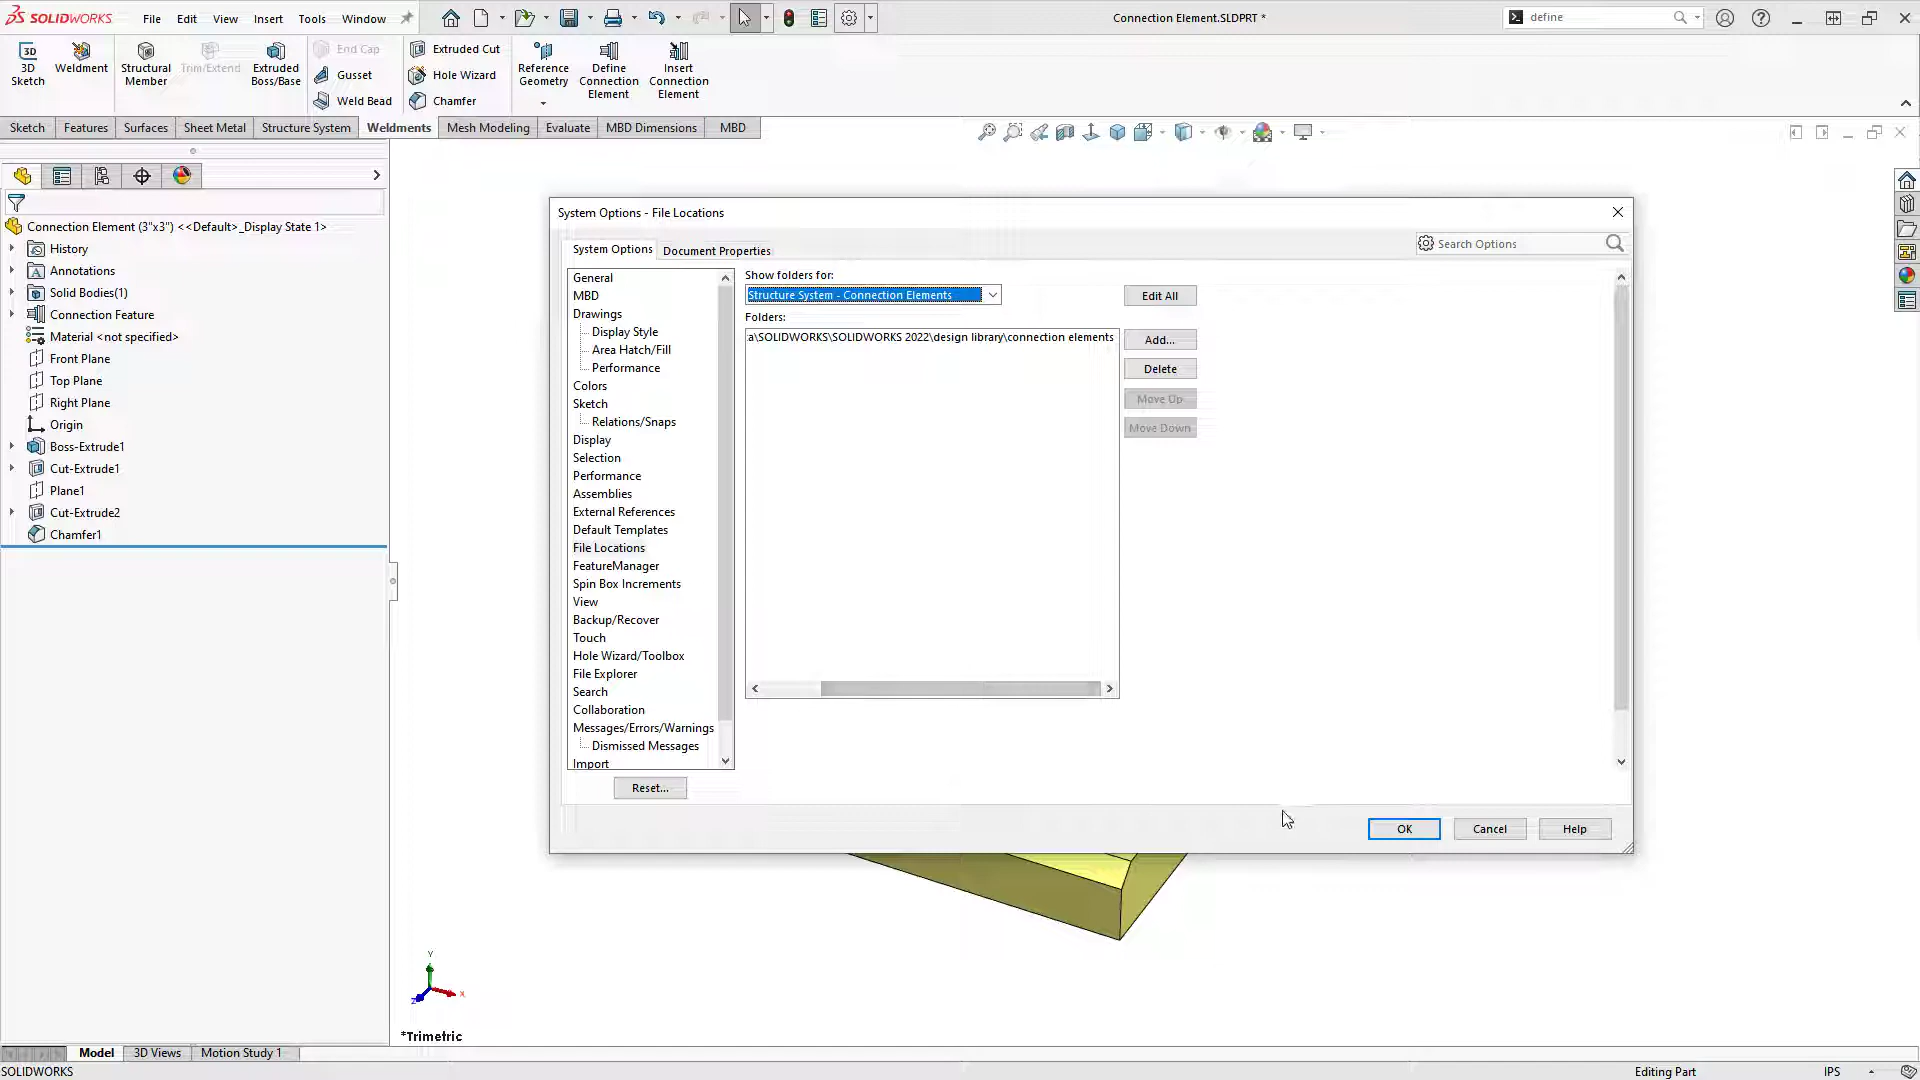 SOLIDWORKS
File
Edit
View
Insert
Tools
Window
Connection Element.SLDPRT *
define
3D Sketch
Weldment
Structural Member
Trim/Extend
Extruded Boss/Base
End Cap
Gusset
Weld Bead
Extruded Cut
Hole Wizard
Chamfer
Reference Geometry
Define Connection Element
Insert Connection Element
Sketch
Features
Surfaces
Sheet Metal
Structure System
Weldments
Mesh Modeling
Evaluate
MBD Dimensions
MBD
Connection Element (3"x3") <<Default>_Display State 1>
History
Annotations
Solid Bodies(1)
Connection Feature
Material <not specified>
Front Plane
Top Plane
Right Plane
Origin
Boss-Extrude1
Cut-Extrude1
Plane1
Cut-Extrude2
Chamfer1
System Options - File Locations
System Options
Document Properties
Search Options
General
MBD
Drawings
Display Style
Area Hatch/Fill
Performance
Colors
Sketch
Relations/Snaps
Display
Selection
Performance
Assemblies
External References
Default Templates
File Locations
FeatureManager
Spin Box Increments
View
Backup/Recover
Touch
Hole Wizard/Toolbox
File Explorer
Search
Collaboration
Messages/Errors/Warnings
Dismissed Messages
Import
Reset...
Show folders for:
Structure System - Connection Elements
Folders:
a\SOLIDWORKS\SOLIDWORKS 2022\design library\connection elements
Edit All
Add...
Delete
Move Up
Move Down
OK
Cancel
Help
Y
X
Z
*Trimetric
Model
3D Views
Motion Study 1
SOLIDWORKS
Editing Part
IPS